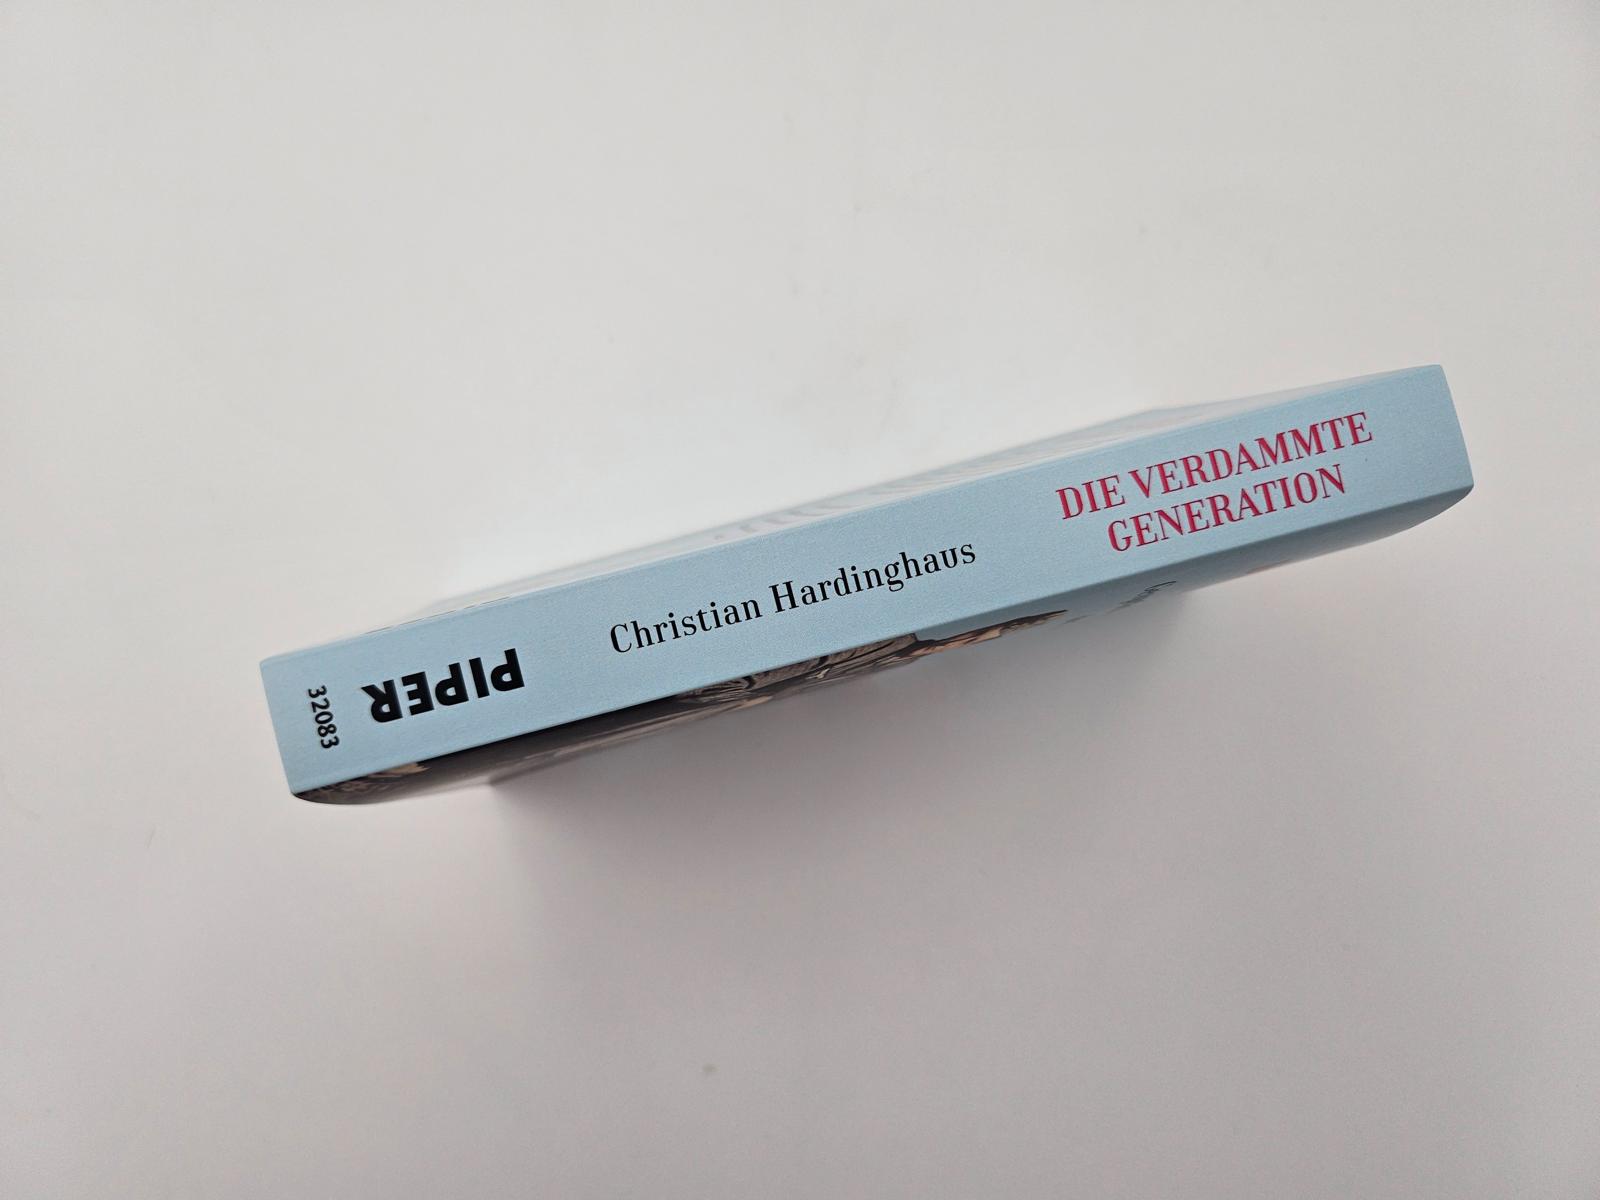 DIE VERDAMMTE
GENERATION
Christian Hardinghaus
PIPER
32083